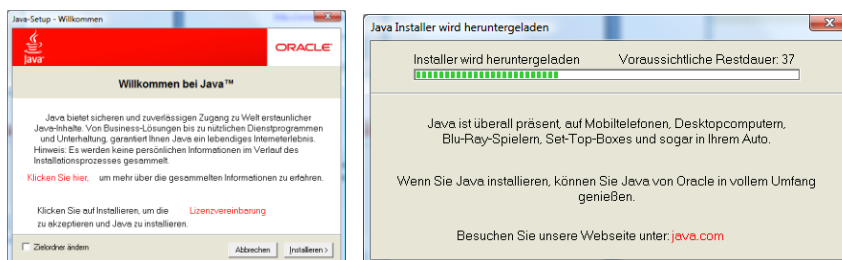 Java-Setup - Willkommen
Java
ORACLE
Willkommen bei Java™
Java bietet sicheren und zuverlässigen Zugang zu Welt erstaunlicher
Java-Inhalte. Von Business-Lösungen bis zu nützlichen Dienstprogrammen
und Unterhaltung, garantiert Ihnen Java ein lebendiges Interneterlebnis.
Hinweis: Es werden keine persönlichen Informationen im Verlauf des
Installationsprozesses gesammelt.
Klicken Sie hier, um mehr über die gesammelten Informationen zu erfahren.
Klicken Sie auf Installieren, um die Lizenzvereinbarung
zu akzeptieren und Java zu installieren.
Zielordner ändern
Abbrechen
Installieren >
Java Installer wird heruntergeladen
Installer wird heruntergeladen Voraussichtliche Restdauer: 37
Java ist überall präsent, auf Mobiltelefonen, Desktopcomputern,
Blu-Ray-Spielern, Set-Top-Boxes und sogar in Ihrem Auto.
Wenn Sie Java installieren, können Sie Java von Oracle in vollem Umfang
genießen.
Besuchen Sie unsere Webseite unter: java.com